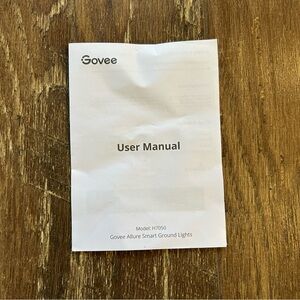 Govee
User Manual
Model: H7050
Govee Allure Smart Ground Lights